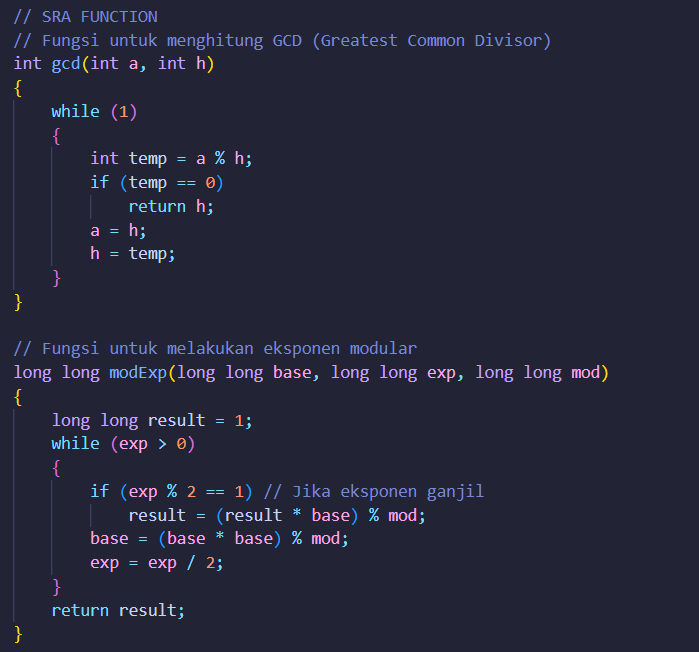 // SRA FUNCTION
// Fungsi untuk menghitung GCD (Greatest Common Divisor)
int gcd(int a, int h)
{
    while (1)
    {
        int temp = a % h;
        if (temp == 0)
            return h;
        a = h;
        h = temp;
    }
}

// Fungsi untuk melakukan eksponen modular
long long modExp(long long base, long long exp, long long mod)
{
    long long result = 1;
    while (exp > 0)
    {
        if (exp % 2 == 1) // Jika eksponen ganjil
            result = (result * base) % mod;
        base = (base * base) % mod;
        exp = exp / 2;
    }
    return result;
}